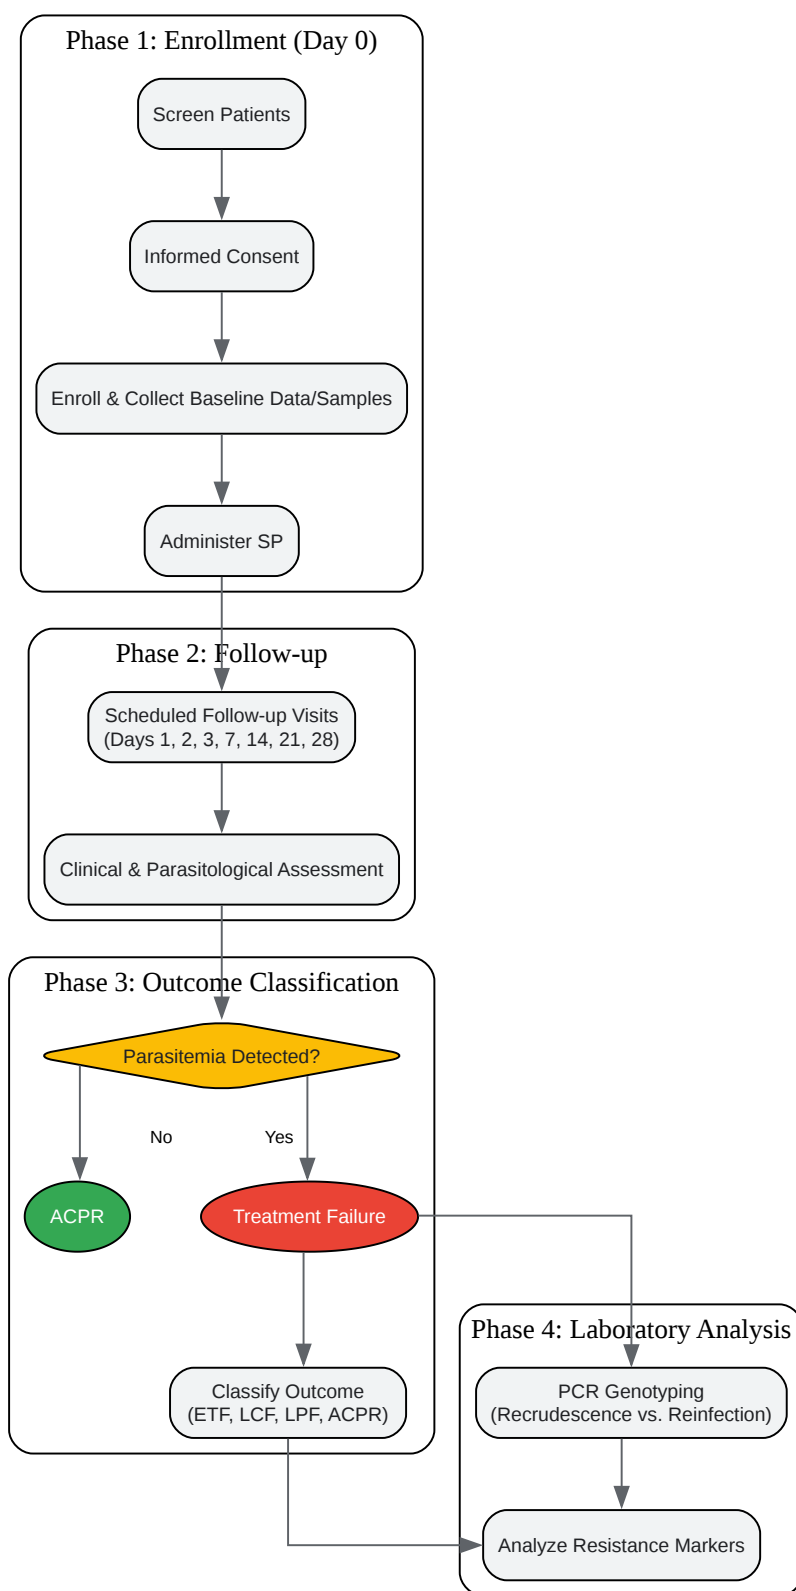 Phase 1: Enrollment (Day 0)
Screen Patients
Informed Consent
Enroll & Collect Baseline Data/Samples
Administer SP
Phase 2: Follow-up
Scheduled Follow-up Visits
(Days 1, 2, 3, 7, 14, 21, 28)
Clinical & Parasitological Assessment
Phase 3: Outcome Classification
Parasitemia Detected?
No
Yes
ACPR
Treatment Failure
Classify Outcome
(ETF, LCF, LPF, ACPR)
Phase 4: Laboratory Analysis
PCR Genotyping
(Recrudescence vs. Reinfection)
Analyze Resistance Markers